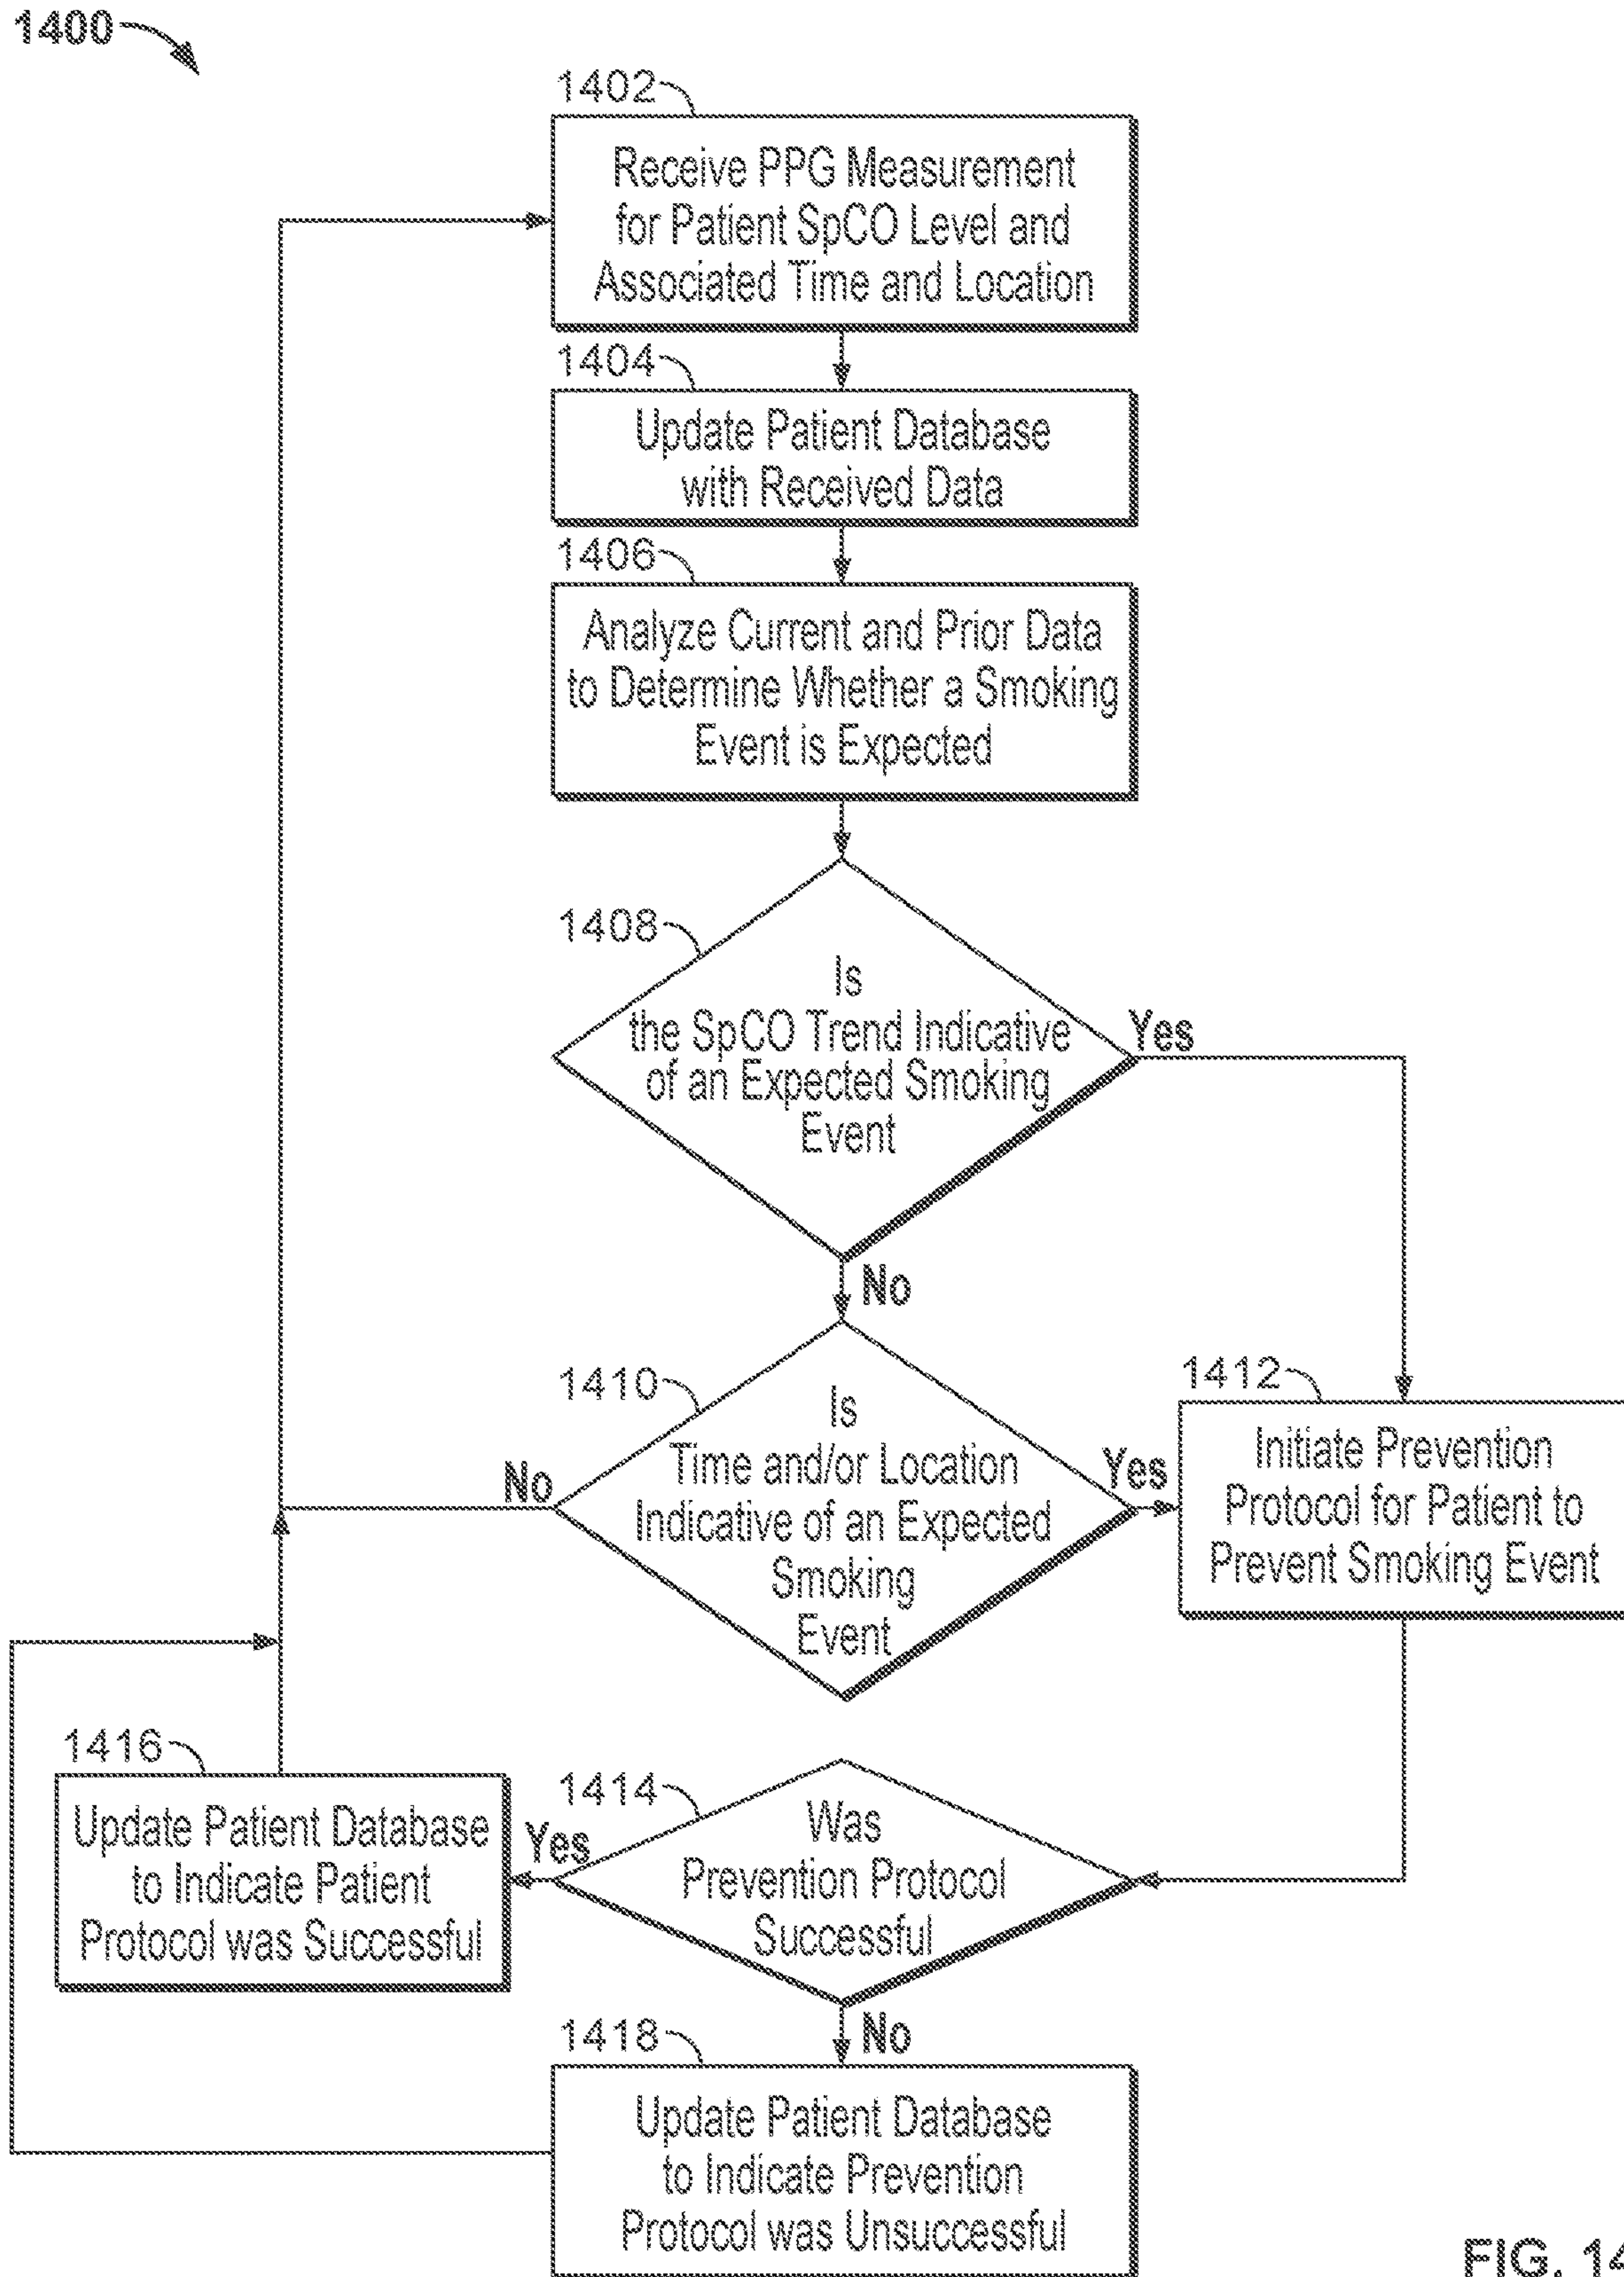 1400
1402
Receive PPG Measurement
for Patient SpCO Level and
Associated Time and Location
1404
Update Patient Database
with Received Data
1406
Analyze Current and Prior Data
to Determine Whether a Smoking
Event is Expected
1408
Is
the SpCO Trend Indicative
of an Expected Smoking
Event
Yes
No
1410
Is
Time and/or Location
Indicative of an Expected
Smoking
Event
No
Yes
1412
Initiate Prevention
Protocol for Patient to
Prevent Smoking Event
1414
Was
Prevention Protocol
Successful
Yes
No
1416
Update Patient Database
to Indicate Patient
Protocol was Successful
1418
Update Patient Database
to Indicate Prevention
Protocol was Unsuccessful
FIG. 14